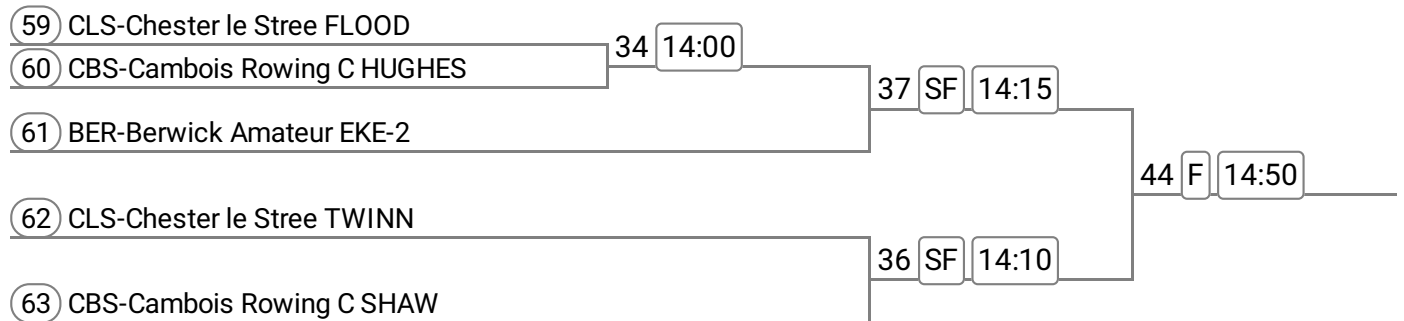 59 CLS-Chester le Stree FLOOD
34 14:00
60 CBS-Cambois Rowing C HUGHES
37 SF 14:15
61 BER-Berwick Amateur EKE-2
44 F 14:50
62 CLS-Chester le Stree TWINN
36 SF 14:10
63 CBS-Cambois Rowing C SHAW